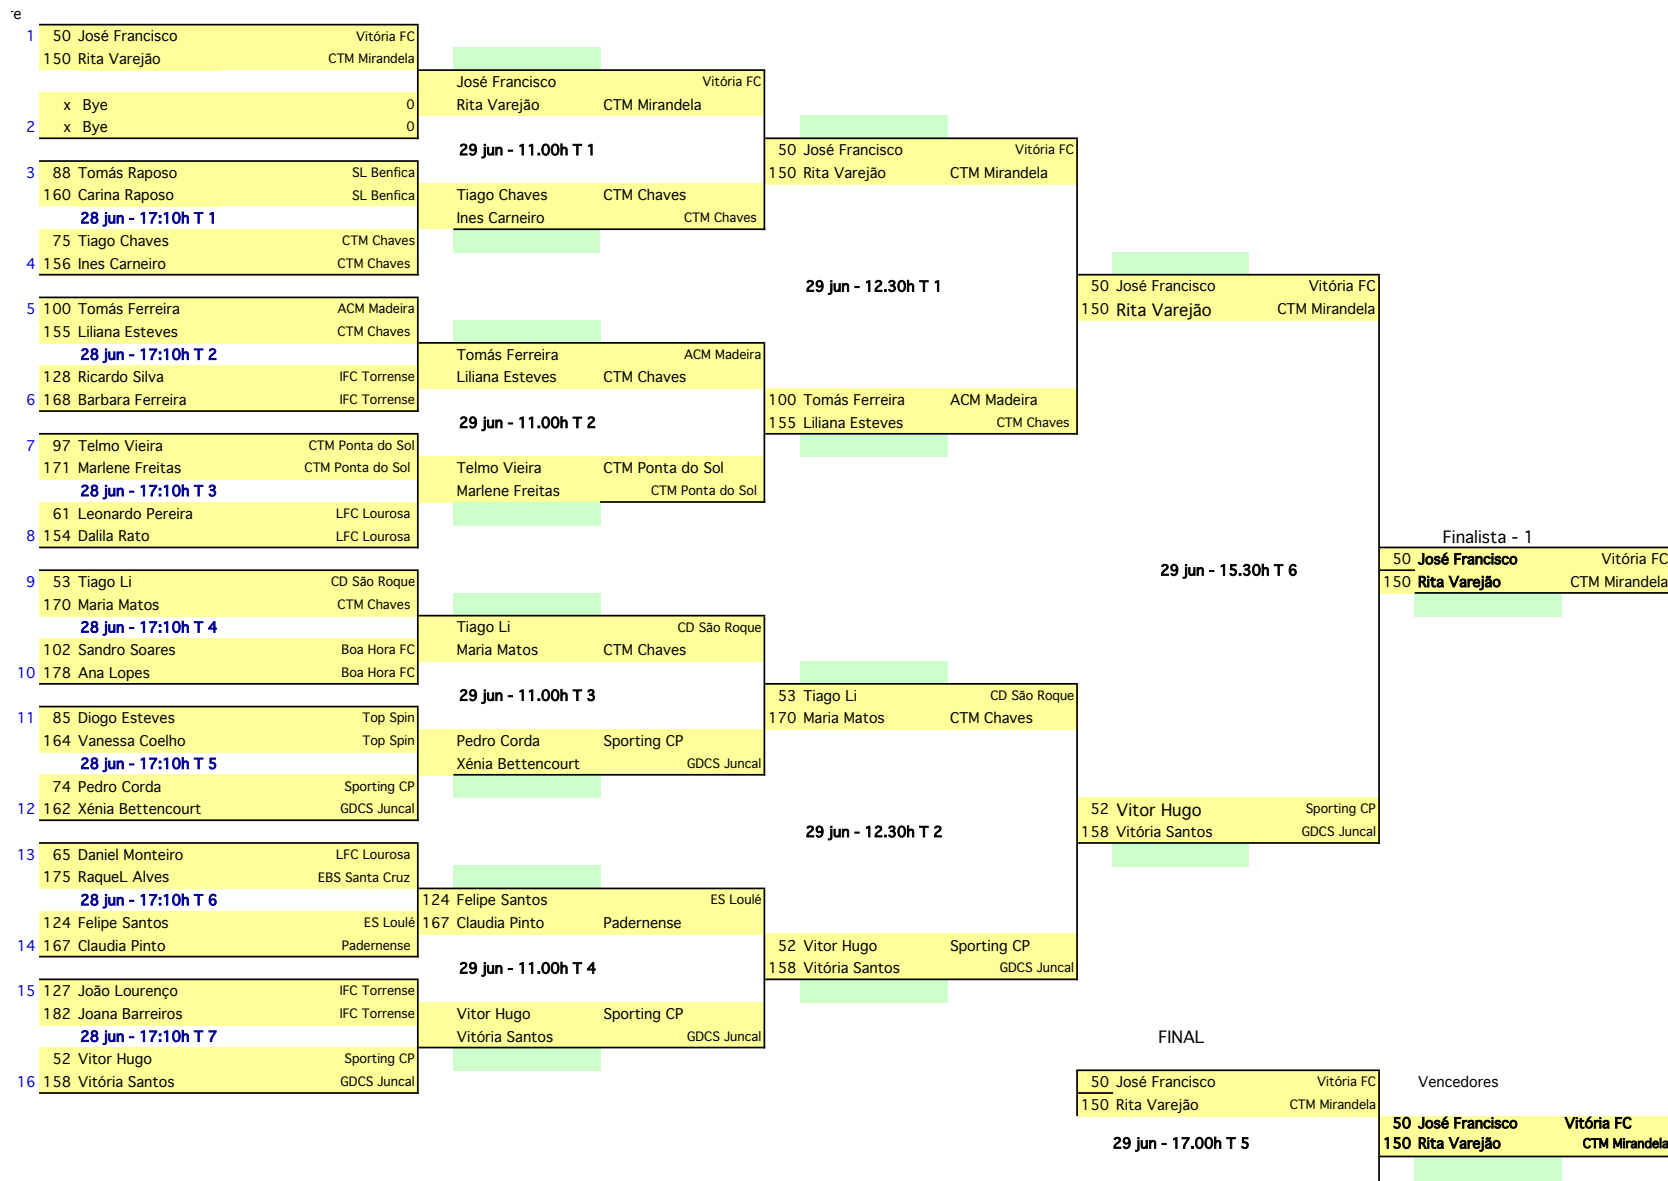 re
1 50 José Francisco Vitória FC
150 Rita Varejão CTM Mirandela
x Bye 0
2 x Bye 0
3 88 Tomás Raposo SL Benfica
160 Carina Raposo SL Benfica
28 jun - 17:10h T 1
75 Tiago Chaves CTM Chaves
4 156 Ines Carneiro CTM Chaves
5 100 Tomás Ferreira ACM Madeira
155 Liliana Esteves CTM Chaves
28 jun - 17:10h T 2
128 Ricardo Silva IFC Torrense
6 168 Barbara Ferreira IFC Torrense
7 97 Telmo Vieira CTM Ponta do Sol
171 Marlene Freitas CTM Ponta do Sol
28 jun - 17:10h T 3
61 Leonardo Pereira LFC Lourosa
8 154 Dalila Rato LFC Lourosa
9 53 Tiago Li CD São Roque
170 Maria Matos CTM Chaves
28 jun - 17:10h T 4
102 Sandro Soares Boa Hora FC
10 178 Ana Lopes Boa Hora FC
11 85 Diogo Esteves Top Spin
164 Vanessa Coelho Top Spin
28 jun - 17:10h T 5
74 Pedro Corda Sporting CP
12 162 Xénia Bettencourt GDCS Juncal
13 65 Daniel Monteiro LFC Lourosa
175 RaqueL Alves EBS Santa Cruz
28 jun - 17:10h T 6
124 Felipe Santos ES Loulé
14 167 Claudia Pinto Padernense
15 127 João Lourenço IFC Torrense
182 Joana Barreiros IFC Torrense
28 jun - 17:10h T 7
52 Vitor Hugo Sporting CP
16 158 Vitória Santos GDCS Juncal
José Francisco Vitória FC
Rita Varejão CTM Mirandela
29 jun - 11.00h T 1
Tiago Chaves CTM Chaves
Ines Carneiro CTM Chaves
Tomás Ferreira ACM Madeira
Liliana Esteves CTM Chaves
29 jun - 11.00h T 2
Telmo Vieira CTM Ponta do Sol
Marlene Freitas CTM Ponta do Sol
Tiago Li CD São Roque
Maria Matos CTM Chaves
29 jun - 11.00h T 3
Pedro Corda Sporting CP
Xénia Bettencourt GDCS Juncal
124 Felipe Santos ES Loulé
167 Claudia Pinto Padernense
29 jun - 11.00h T 4
Vitor Hugo Sporting CP
Vitória Santos GDCS Juncal
50 José Francisco Vitória FC
150 Rita Varejão CTM Mirandela
29 jun - 12.30h T 1
100 Tomás Ferreira ACM Madeira
155 Liliana Esteves CTM Chaves
53 Tiago Li CD São Roque
170 Maria Matos CTM Chaves
29 jun - 12.30h T 2
52 Vitor Hugo Sporting CP
158 Vitória Santos GDCS Juncal
50 José Francisco Vitória FC
150 Rita Varejão CTM Mirandela
29 jun - 15.30h T 6
52 Vitor Hugo Sporting CP
158 Vitória Santos GDCS Juncal
Finalista - 1
50 José Francisco Vitória FC
150 Rita Varejão CTM Mirandela
FINAL
50 José Francisco Vitória FC
150 Rita Varejão CTM Mirandela
29 jun - 17.00h T 5
Vencedores
50 José Francisco Vitória FC
150 Rita Varejão CTM Mirandela